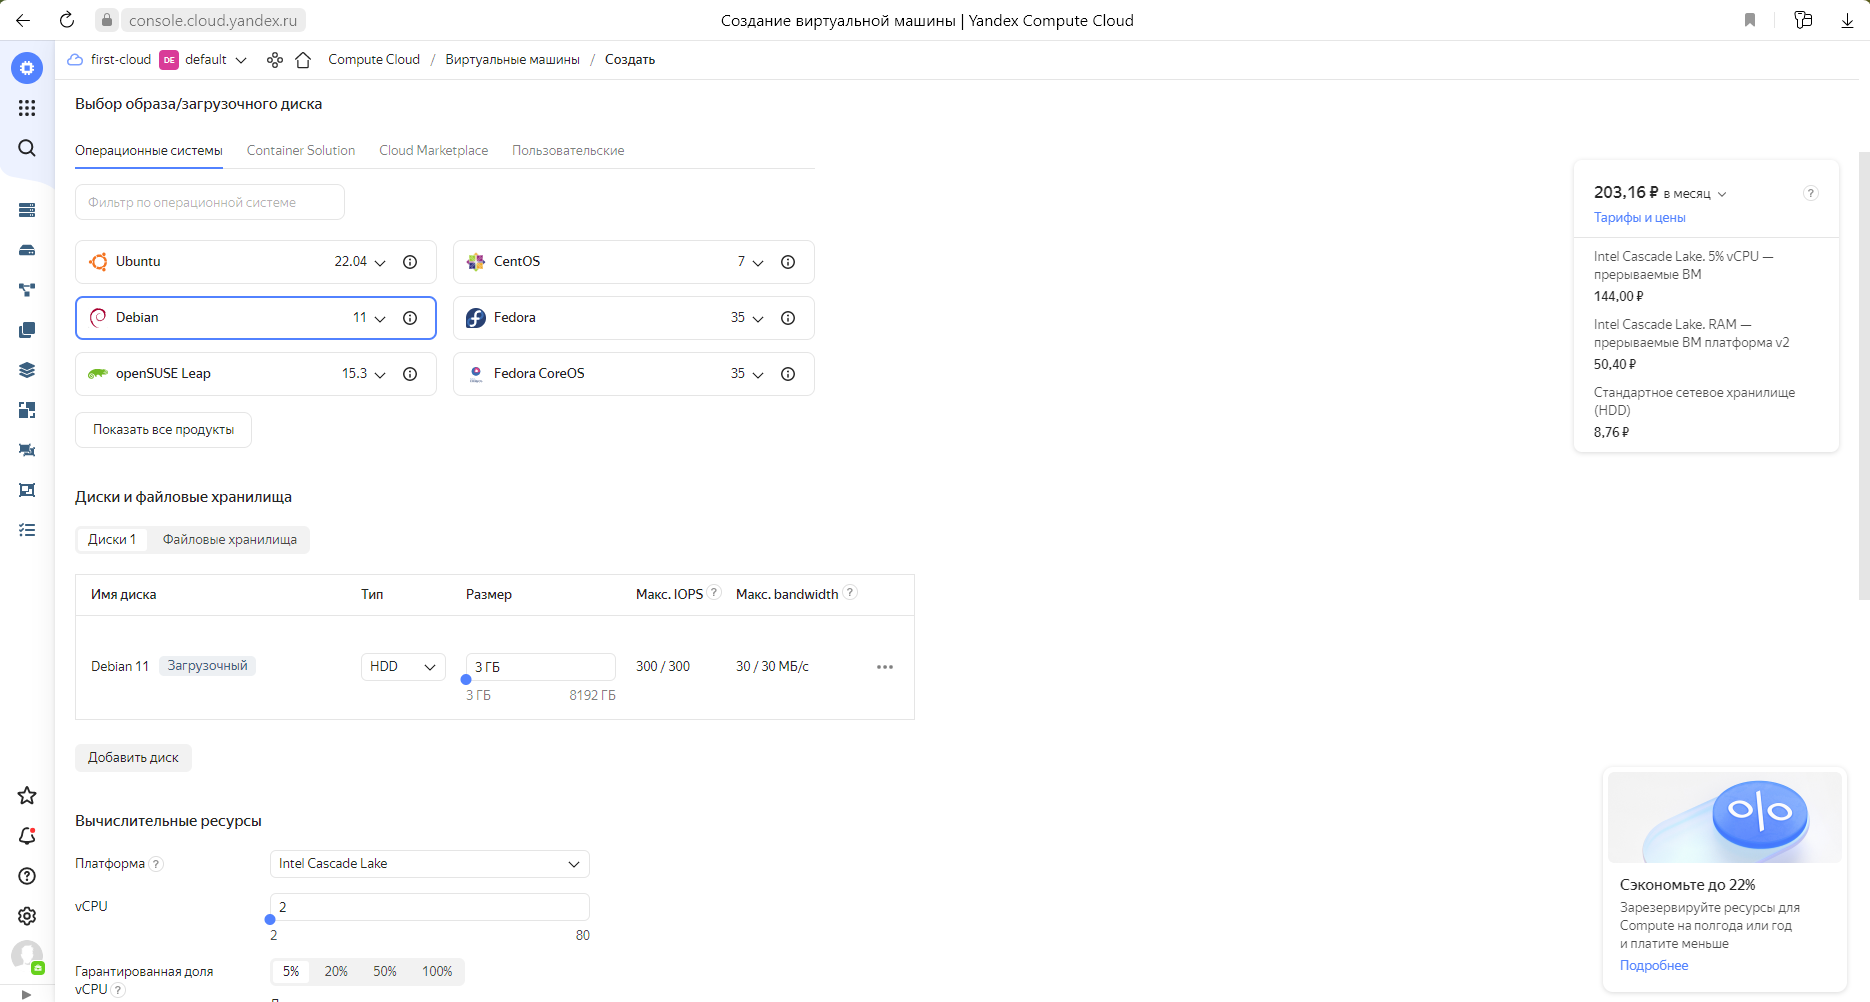 console.cloud.yandex.ru
Создание виртуальной машины | Yandex Compute Cloud
first-cloud DE default Compute Cloud / Виртуальные машины / Создать
Выбор образа/загрузочного диска
Операционные системы Container Solution Cloud Marketplace Пользовательские
Фильтр по операционной системе
Ubuntu 22.04
CentOS 7
Debian 11
Fedora 35
openSUSE Leap 15.3
Fedora CoreOS 35
Показать все продукты
Диски и файловые хранилища
Диски 1 Файловые хранилища
Имя диска Тип Размер Макс. IOPS ? Макс. bandwidth ?
Debian 11 Загрузочный HDD 3 ГБ 300 / 300 30 / 30 МБ/с
3 ГБ 8192 ГБ
Добавить диск
Вычислительные ресурсы
Платформа ? Intel Cascade Lake
vCPU 2
2 80
Гарантированная доля
vCPU ?
5% 20% 50% 100%
203,16 ₽ в месяц ?
Тарифы и цены
Intel Cascade Lake. 5% vCPU —
прерываемые ВМ
144,00 ₽
Intel Cascade Lake. RAM —
прерываемые ВМ платформа v2
50,40 ₽
Стандартное сетевое хранилище
(HDD)
8,76 ₽
%
Сэкономьте до 22%
Зарезервируйте ресурсы для
Compute на полгода или год
и платите меньше
Подробнее